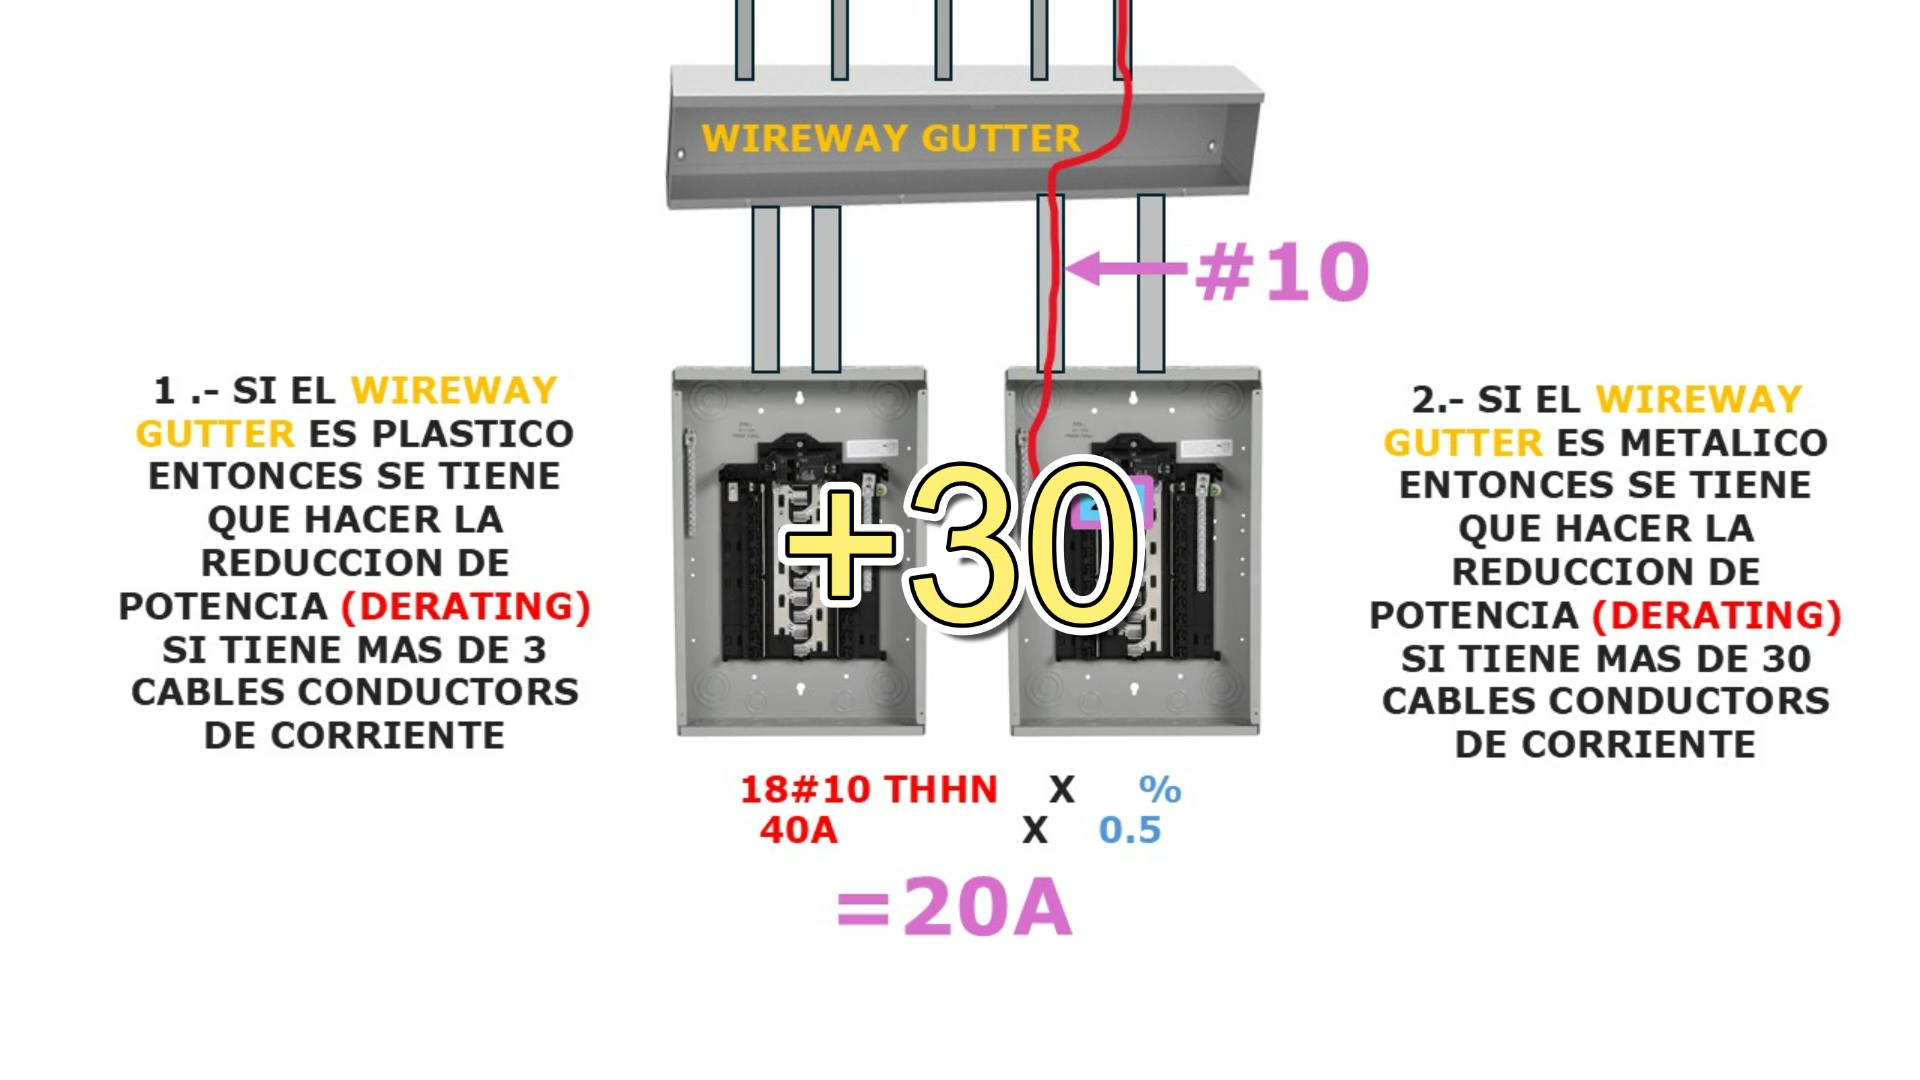 WIREWAY GUTTER
#10
1 .- SI EL WIREWAY
GUTTER ES PLASTICO
ENTONCES SE TIENE
QUE HACER LA
REDUCCION DE
POTENCIA (DERATING)
SI TIENE MAS DE 3
CABLES CONDUCTORS
DE CORRIENTE
2.- SI EL WIREWAY
GUTTER ES METALICO
ENTONCES SE TIENE
QUE HACER LA
REDUCCION DE
POTENCIA (DERATING)
SI TIENE MAS DE 30
CABLES CONDUCTORS
DE CORRIENTE
+30
18#10 THHN X %
40A X 0.5
=20A